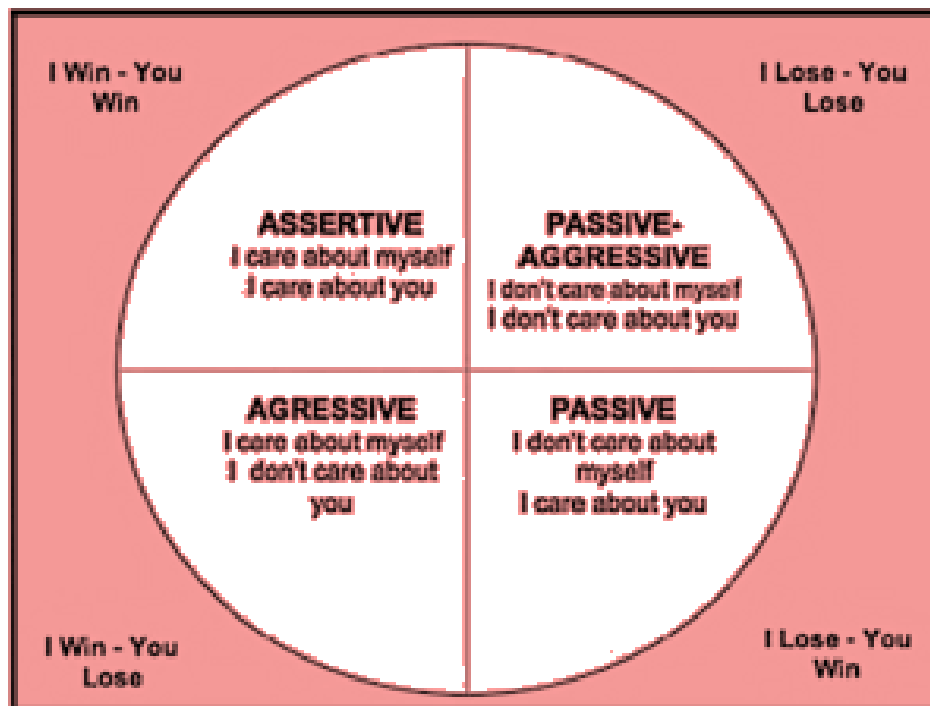 I Win - You
Win
I Lose - You
Lose
ASSERTIVE
I care about myself
I care about you
PASSIVE-
AGGRESSIVE
I don't care about myself
I don't care about you
AGRESSIVE
I care about myself
I don't care about
you
PASSIVE
I don't care about
myself
I care about you
I Win - You
Lose
I Lose - You
Win